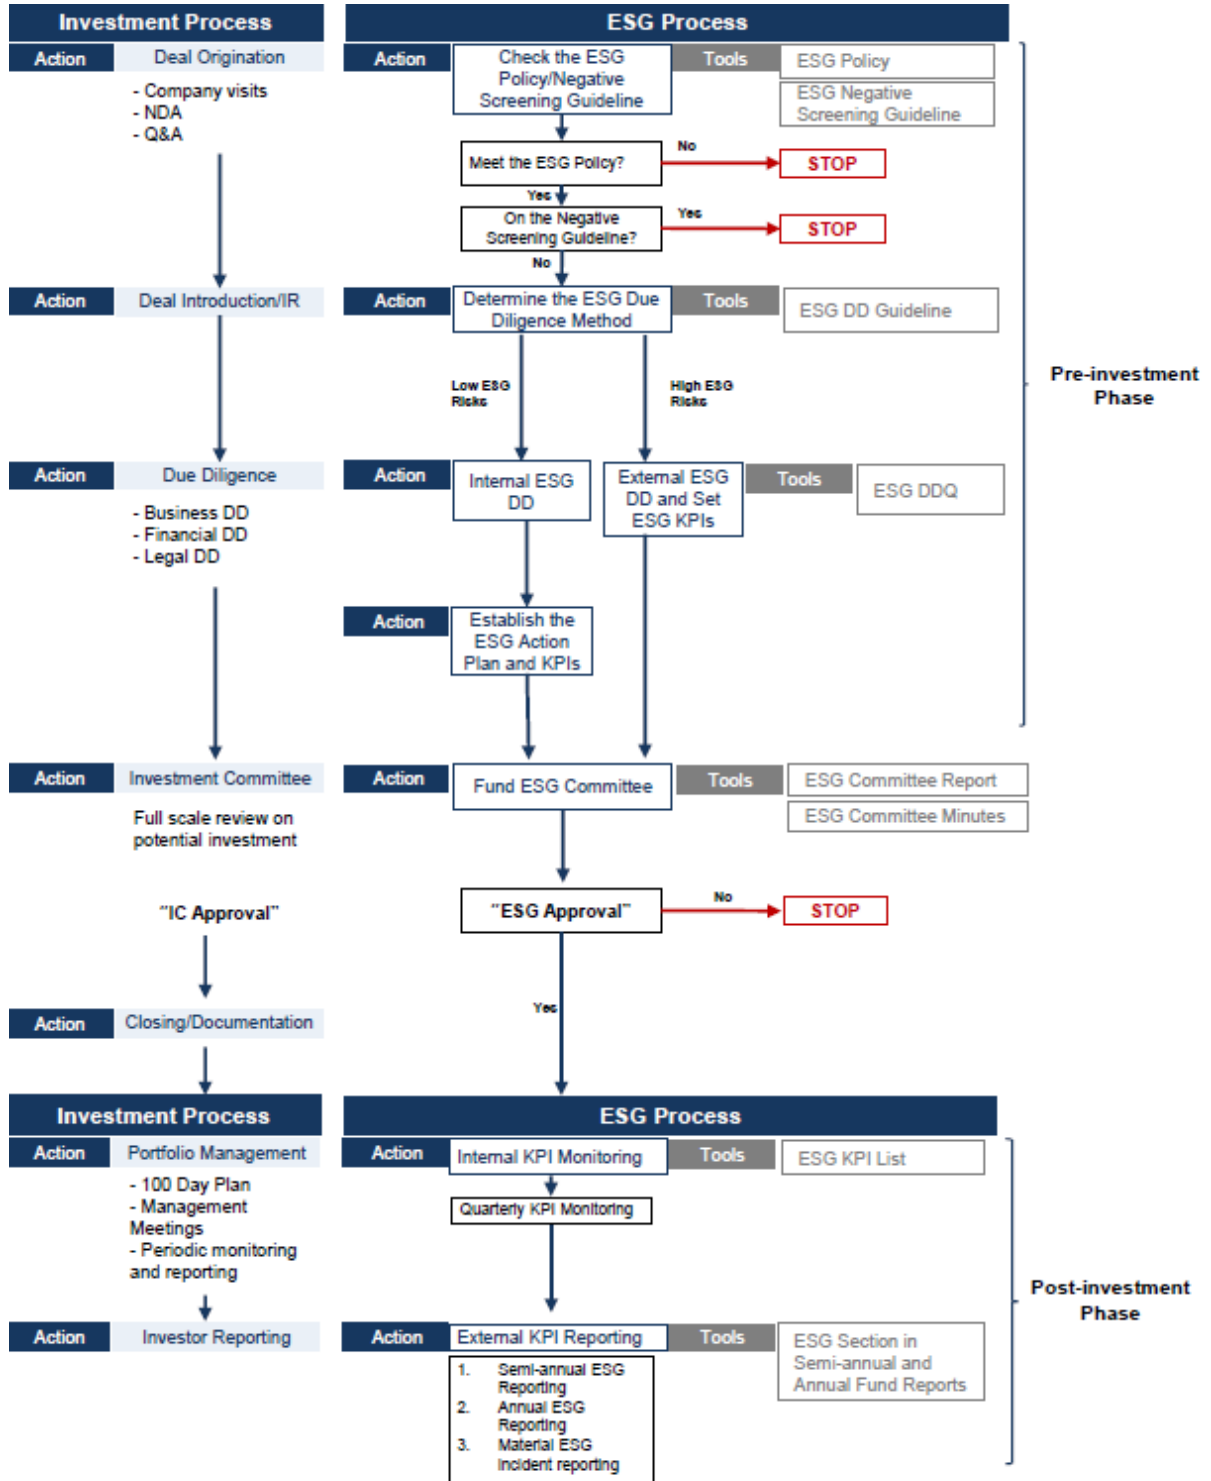 Investment Process
ESG Process
Action
Deal Origination
- Company visits
- NDA
- Q&A
Action
Check the ESG
Policy/Negative
Screening Guideline
Tools
ESG Policy
ESG Negative
Screening Guideline
Meet the ESG Policy?
No
STOP
Yes
On the Negative
Screening Guideline?
Yes
STOP
No
Action
Deal Introduction/IR
Action
Determine the ESG Due
Diligence Method
Tools
ESG DD Guideline
Low ESG
Risks
High ESG
Risks
Pre-investment
Phase
Action
Due Diligence
- Business DD
- Financial DD
- Legal DD
Action
Internal ESG
DD
External ESG
DD and Set
ESG KPIs
Tools
ESG DDQ
Action
Establish the
ESG Action
Plan and KPIs
Action
Investment Committee
Full scale review on
potential investment
Action
Fund ESG Committee
Tools
ESG Committee Report
ESG Committee Minutes
"IC Approval"
"ESG Approval"
No
STOP
Yes
Action
Closing/Documentation
Investment Process
ESG Process
Action
Portfolio Management
- 100 Day Plan
- Management
Meetings
- Periodic monitoring
and reporting
Action
Internal KPI Monitoring
Tools
ESG KPI List
Quarterly KPI Monitoring
Post-investment
Phase
Action
Investor Reporting
Action
External KPI Reporting
Tools
ESG Section in
Semi-annual and
Annual Fund Reports
1. Semi-annual ESG
Reporting
2. Annual ESG
Reporting
3. Material ESG
Incident reporting